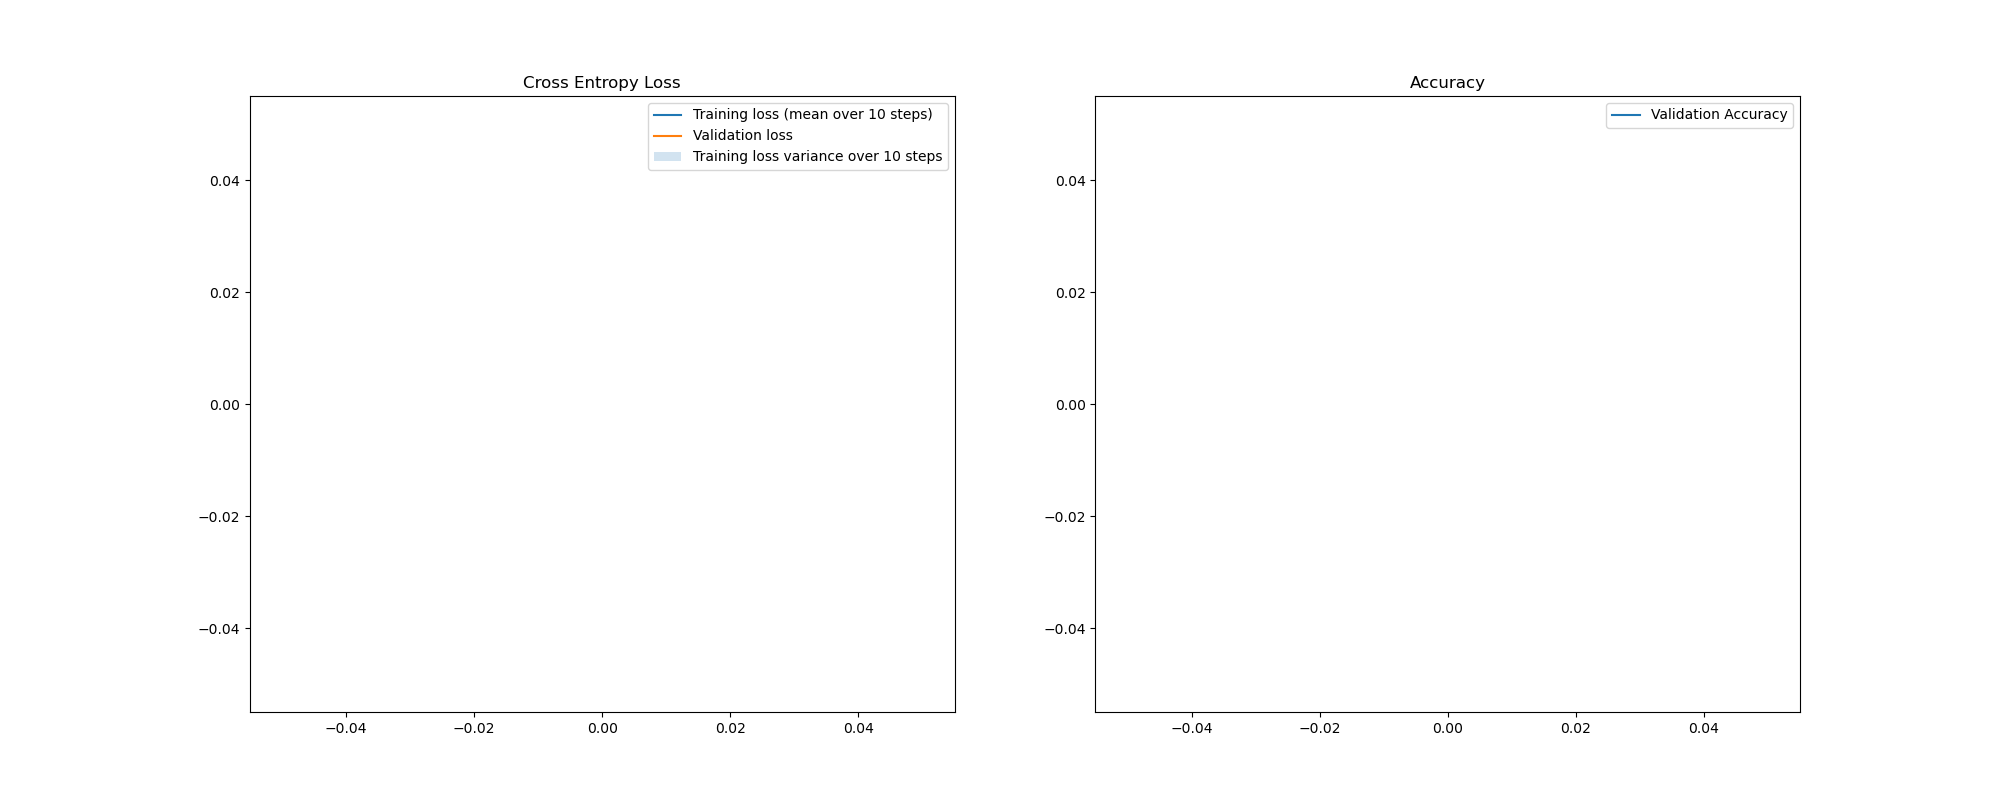 Cross Entropy Loss
Training loss (mean over 10 steps)
Validation loss
Training loss variance over 10 steps
0.04
0.02
0.00
−0.02
−0.04
−0.04 −0.02 0.00 0.02 0.04
Accuracy
Validation Accuracy
0.04
0.02
0.00
−0.02
−0.04
−0.04 −0.02 0.00 0.02 0.04